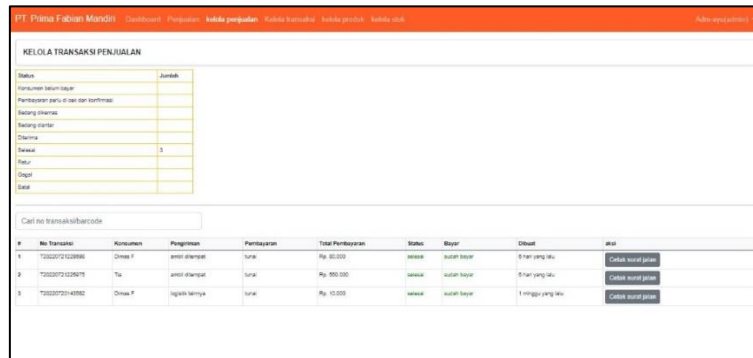 PT. Prima Fabian Mandiri Dashboard Penjualan kelola penjualan Kelola transaksi kelola produk kelola stok
KELOLA TRANSAKSI PENJUALAN
Status Jumlah
Konsumen belum bayar
Pembayaran perlu di cek dan konfirmasi
Sedang dikemas
Sedang diantar
Diterima
Selesai 3
Retur
Gagal
Batal
Cari no transaksi/barcode
# No Transaksi Konsumen Pengiriman Pembayaran Total Pembayaran Status Bayar Dibuat aksi
1 Dimas F ambil ditempat tunai Rp. 80.000 selesai sudah bayar 6 hari yang lalu Cetak surat jalan
2 Tia ambil ditempat tunai Rp. 550.000 selesai sudah bayar 6 hari yang lalu Cetak surat jalan
3 Dimas F logistik lainnya tunai Rp. 10.000 selesai sudah bayar 1 minggu yang lalu Cetak surat jalan